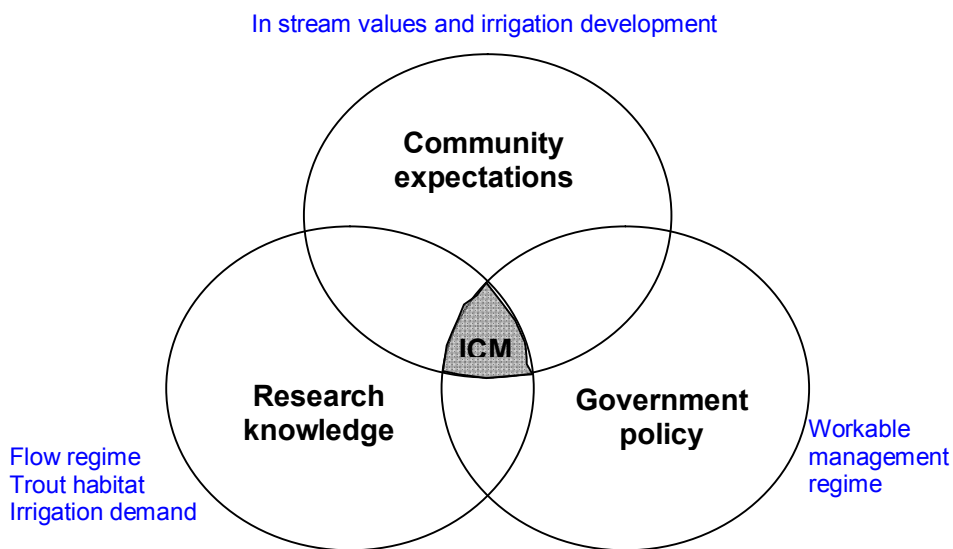 In stream values and irrigation development
Community
expectations
ICM
Research
knowledge
Government
policy
Flow regime
Trout habitat
Irrigation demand
Workable
management
regime